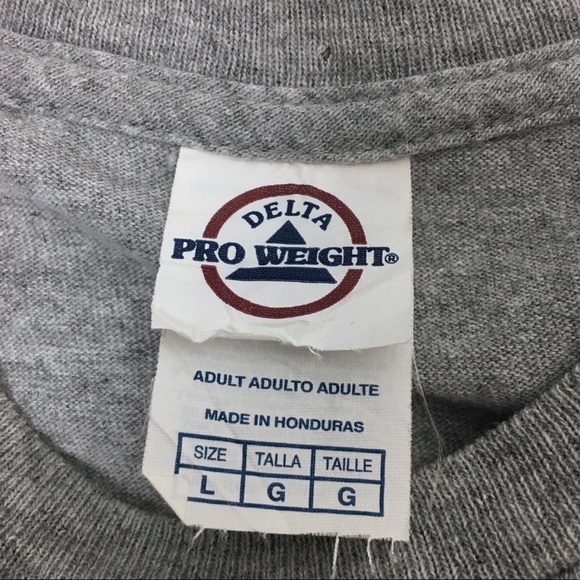 DELTA
PRO WEIGHT®
ADULT ADULTO ADULTE
MADE IN HONDURAS
SIZE TALLA TAILLE
L G G